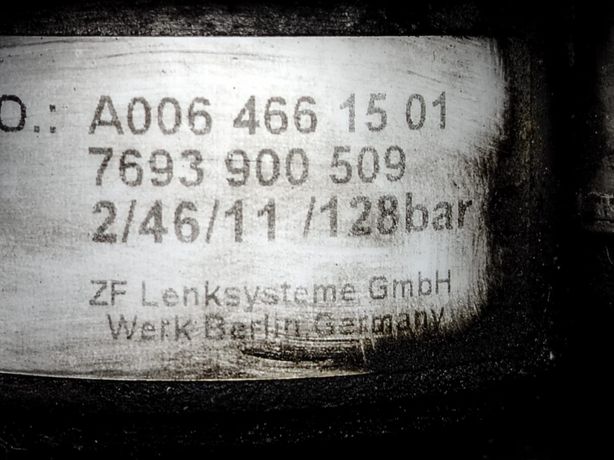 O.: A006 466 15 01
7693 900 509
2/46/11 /128bar
ZF Lenksysteme GmbH
Werk Berlin Germany